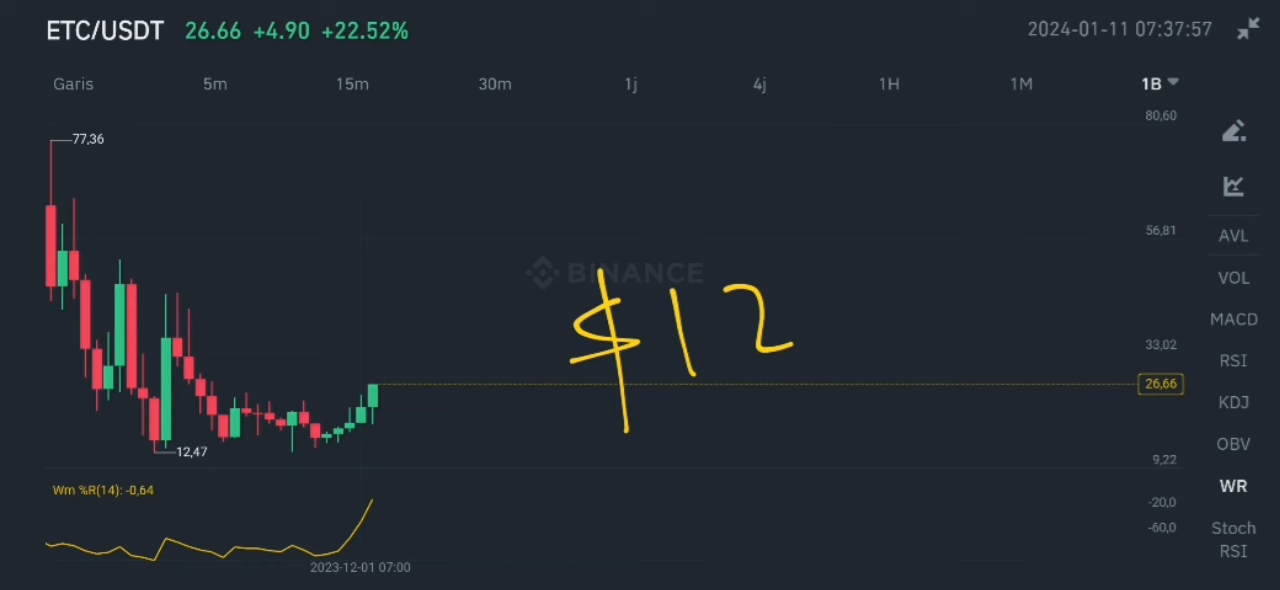 ETC/USDT 26.66 +4.90 +22.52% 2024-01-11 07:37:57
Garis 5m 15m 30m 1j 4j 1H 1M 1B
80,60
77,36
56,81
AVL
BINANCE
VOL
$12
MACD
33,02
RSI
26,66
KDJ
OBV
12,47
9,22
Wm %R(14): -0,64
WR
-20,0
-60,0
Stoch
RSI
2023-12-01 07:00